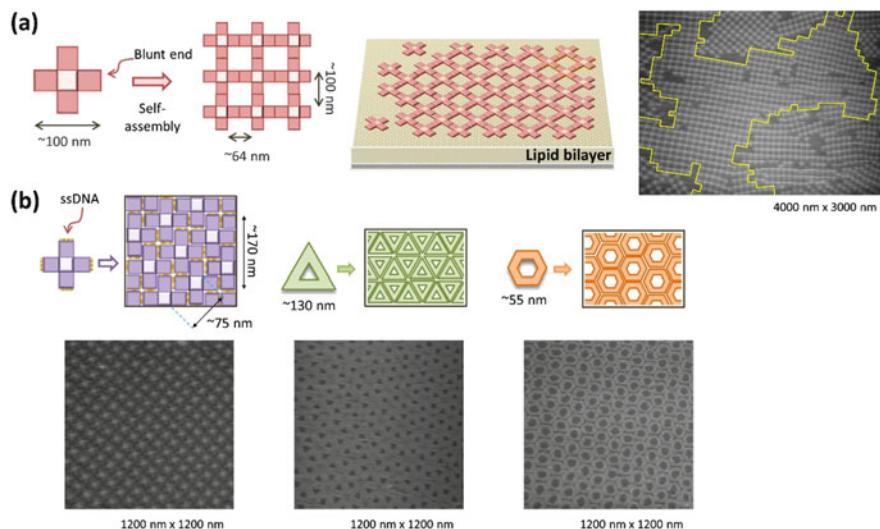 (a)
Blunt end
Self-
assembly
~100 nm
~100 nm
~64 nm
Lipid bilayer
4000 nm x 3000 nm
(b)
ssDNA
~170 nm
~75 nm
~130 nm
~55 nm
1200 nm x 1200 nm
1200 nm x 1200 nm
1200 nm x 1200 nm